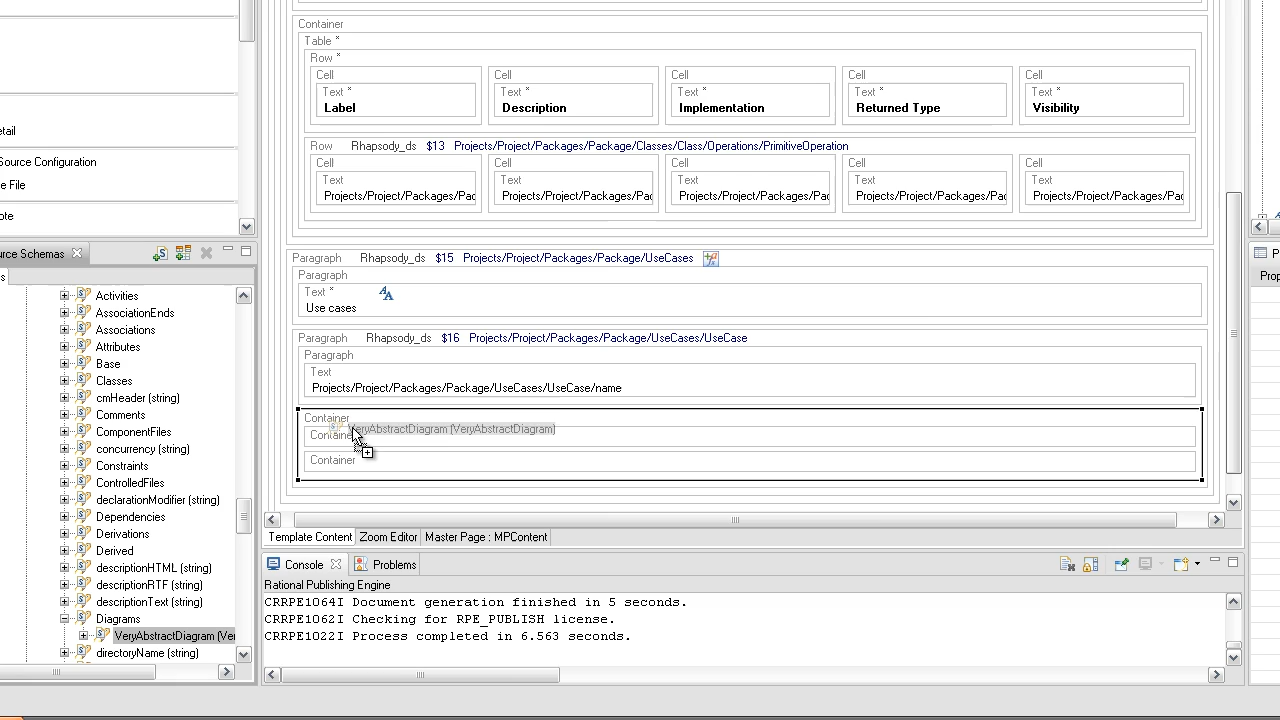 Container
Table *
Row *
Cell Cell Cell Cell Cell
Text * Text * Text * Text * Text *
Label Description Implementation Returned Type Visibility
etail
Row Rhapsody_ds $13 Projects/Project/Packages/Package/Classes/Class/Operations/PrimitiveOperation
Source Configuration
Cell Cell Cell Cell Cell
Text Text Text Text Text
e File
Projects/Project/Packages/Pac Projects/Project/Packages/Pac Projects/Project/Packages/Pac Projects/Project/Packages/Pac Projects/Project/Packages/Pac
ote
urce Schemas
Paragraph Rhapsody_ds $15 Projects/Project/Packages/Package/UseCases
P
s
Paragraph
Prop
Text *
Use cases
Paragraph Rhapsody_ds $16 Projects/Project/Packages/Package/UseCases/UseCase
Paragraph
Text
Projects/Project/Packages/Package/UseCases/UseCase/name
Container
VeryAbstractDiagram (VeryAbstractDiagram)
Container
Container
Activities
AssociationEnds
Associations
Attributes
Base
Classes
cmHeader (string)
Comments
ComponentFiles
concurrency (string)
Constraints
ControlledFiles
declarationModifier (string)
Dependencies
Derivations
Derived
descriptionHTML (string)
descriptionRTF (string)
descriptionText (string)
Diagrams
VeryAbstractDiagram (Ver
directoryName (string)
Template Content Zoom Editor Master Page : MPContent
Console Problems
Rational Publishing Engine
CRRPE1064I Document generation finished in 5 seconds.
CRRPE1062I Checking for RPE_PUBLISH license.
CRRPE1022I Process completed in 6.563 seconds.